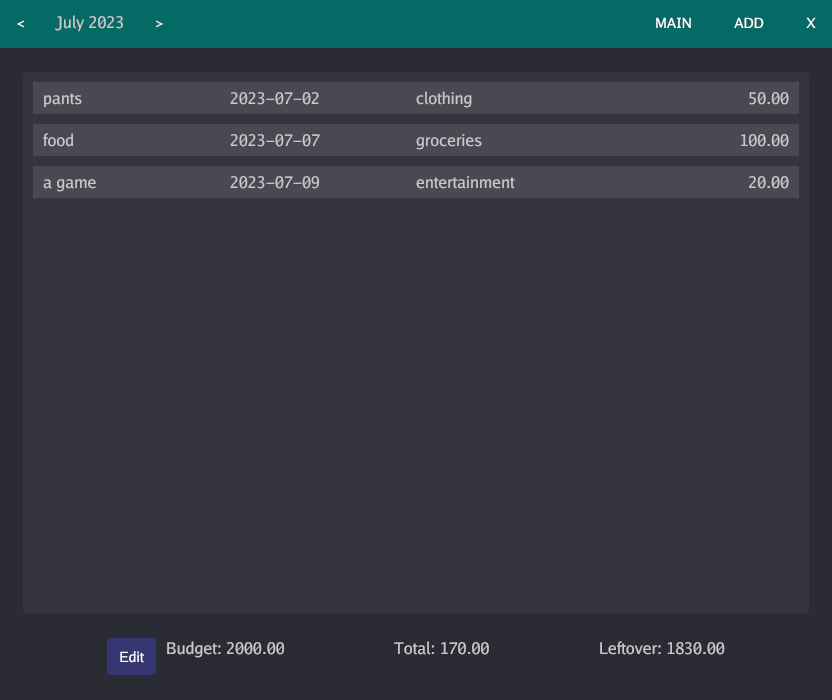 < July 2023 > MAIN ADD X
pants 2023-07-02 clothing 50.00
food 2023-07-07 groceries 100.00
a game 2023-07-09 entertainment 20.00
Edit Budget: 2000.00 Total: 170.00 Leftover: 1830.00